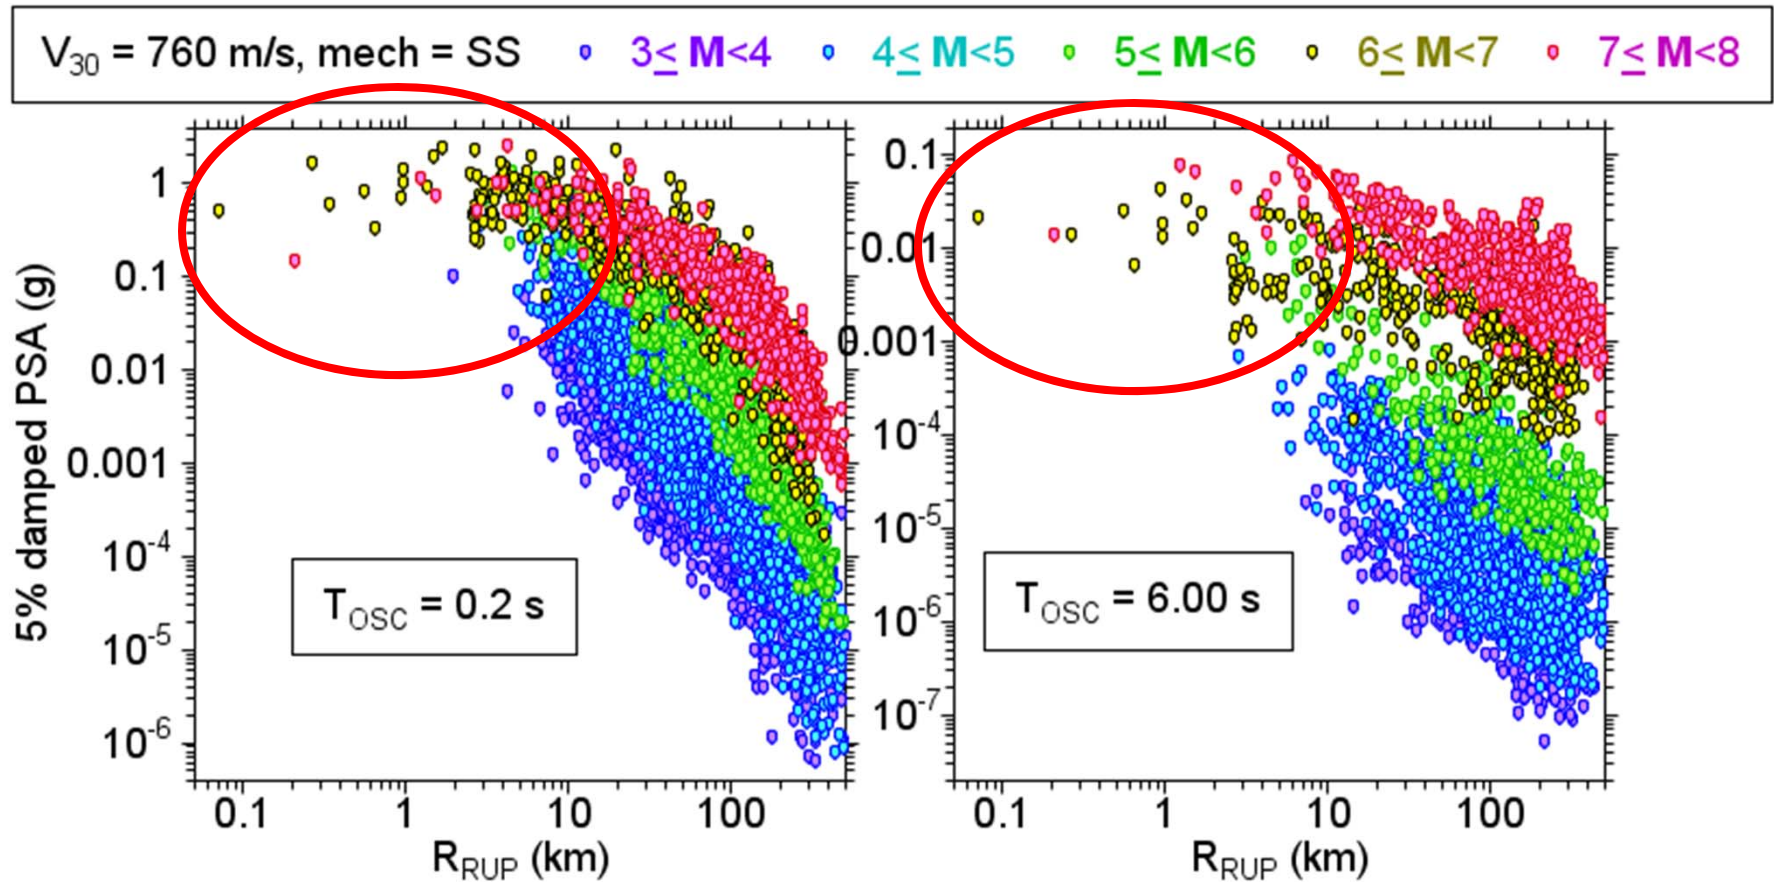 V30 = 760 m/s, mech = SS 3≤ M<4 4≤ M<5 5≤ M<6 6≤ M<7 7≤ M<8
5% damped PSA (g)
1
0.1
0.01
0.001
10-4
10-5
10-6
TOSC = 0.2 s
0.1 1 10 100
RRUP (km)
0.1
0.01
0.001
10-4
10-5
10-6
10-7
TOSC = 6.00 s
0.1 1 10 100
RRUP (km)